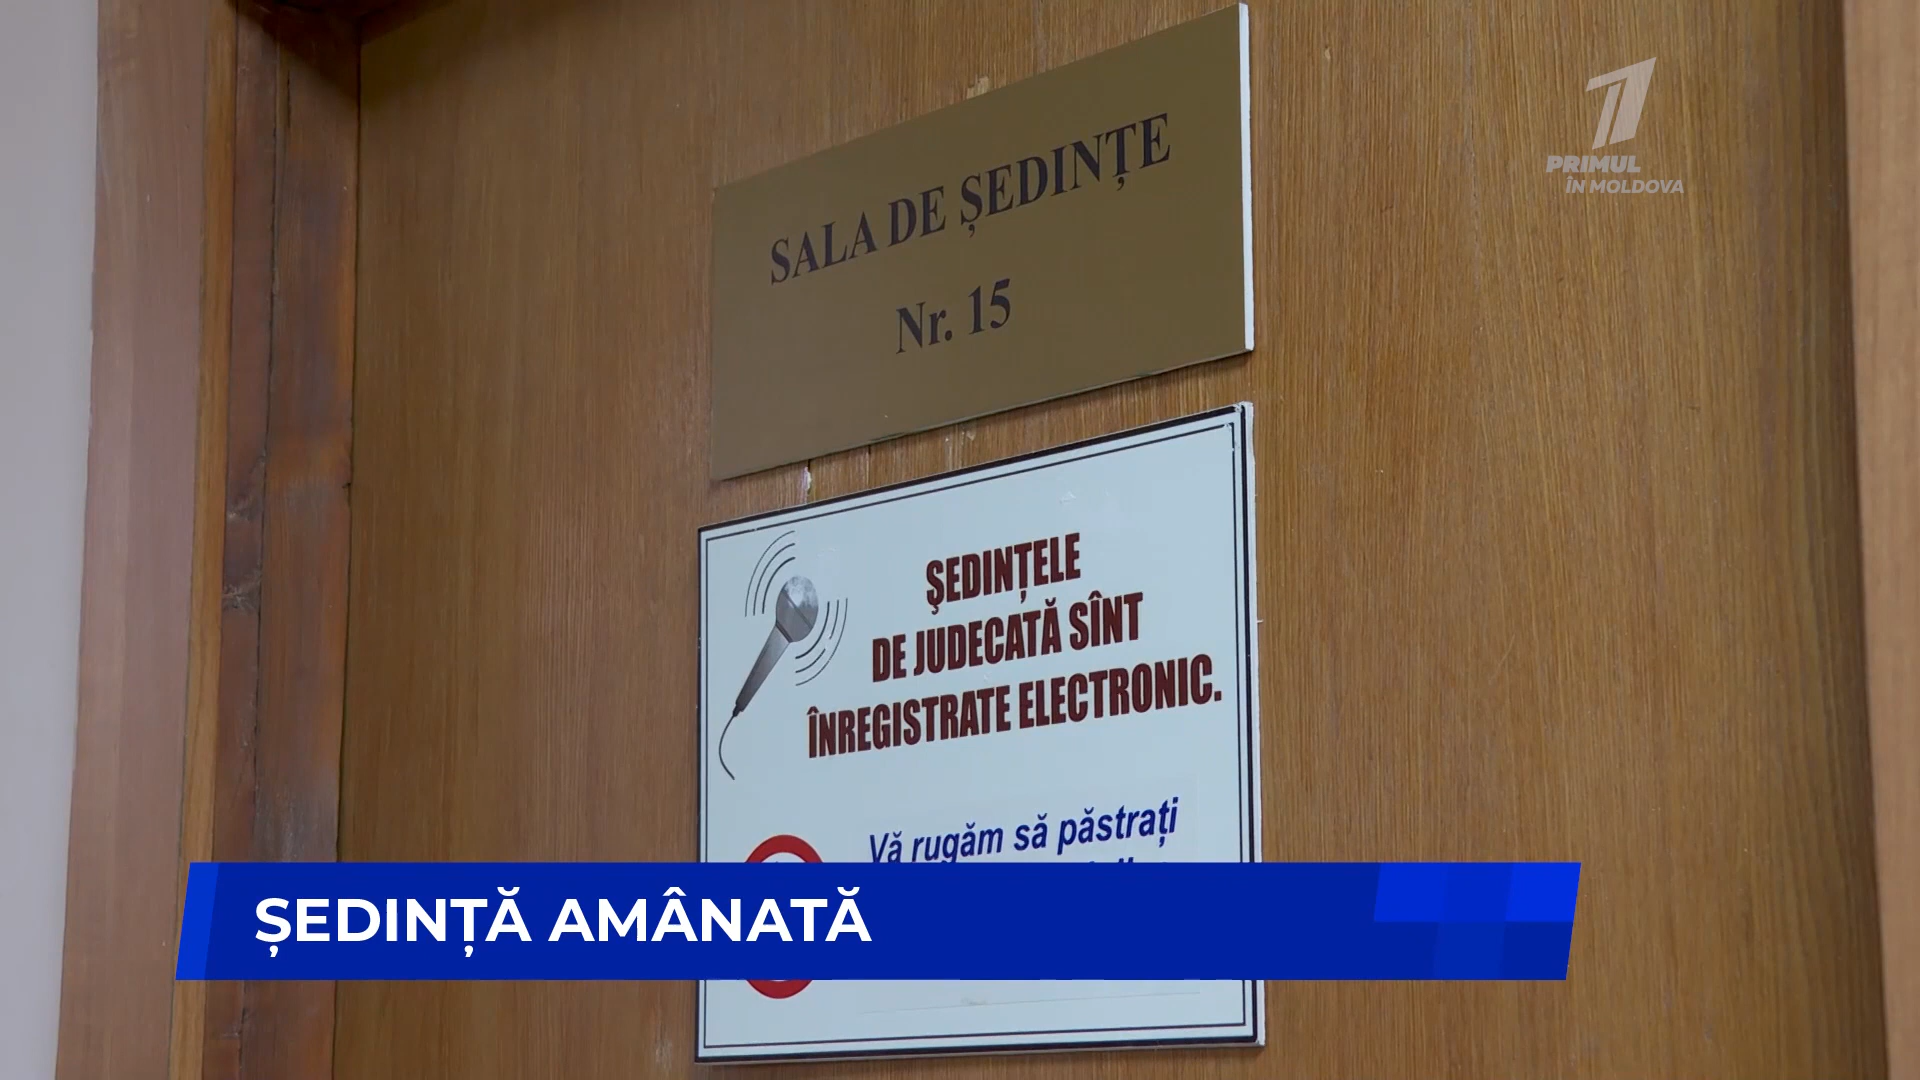 PRIMUL
ÎN MOLDOVA
SALA DE ȘEDINȚE
Nr. 15
ŞEDINȚELE
DE JUDECATĂ SÎNT
ÎNREGISTRATE ELECTRONIC.
Vă rugăm să păstrați
ȘEDINȚĂ AMÂNATĂ